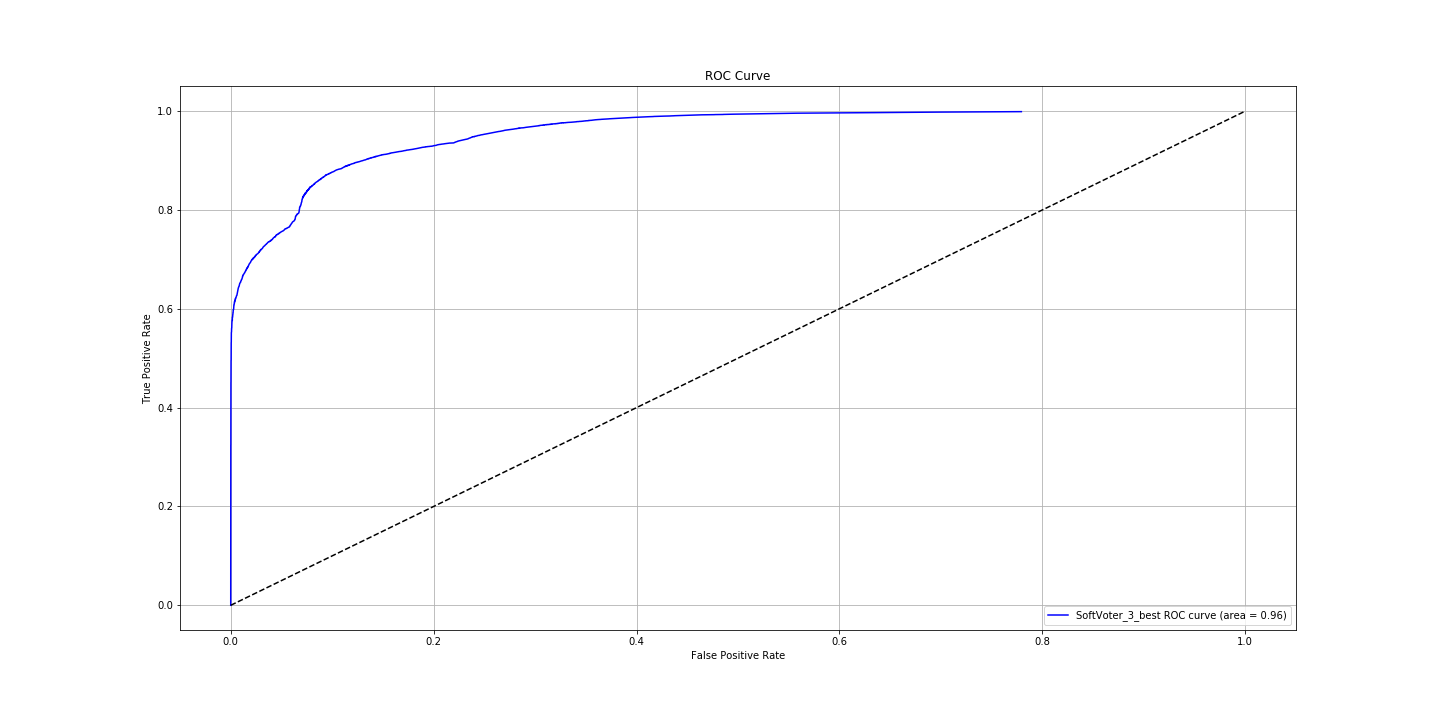 ROC Curve
1.0
0.8
0.6
0.4
0.2
0.0
True Positive Rate
0.0 0.2 0.4 0.6 0.8 1.0
False Positive Rate
SoftVoter_3_best ROC curve (area = 0.96)